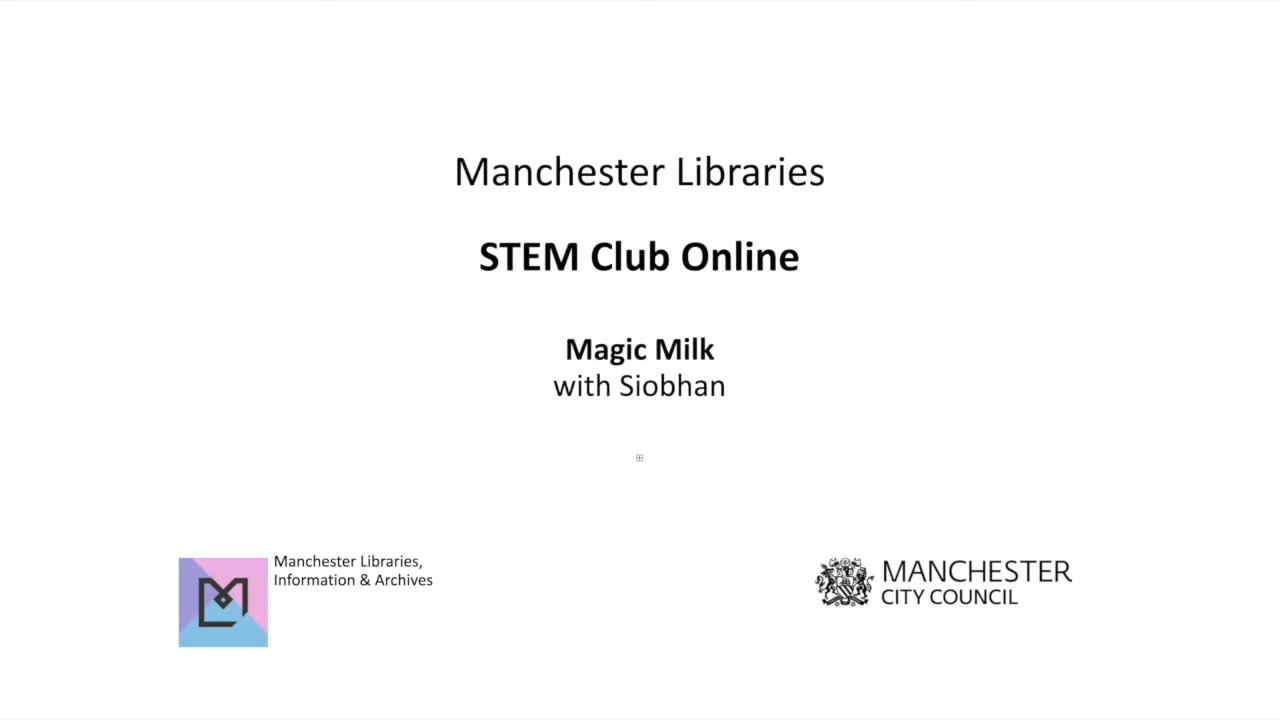 Manchester Libraries
STEM Club Online
Magic Milk
with Siobhan
Manchester Libraries,
Information & Archives
MANCHESTER
CITY COUNCIL